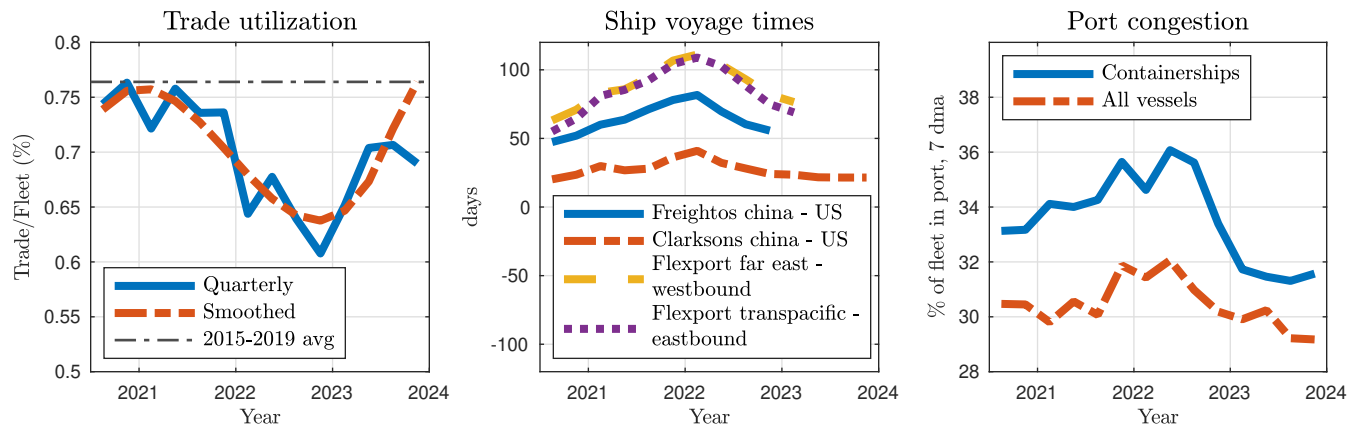 Trade utilization
0.8
0.75
0.7
0.65
0.6
0.55
0.5
Trade/Fleet (%)
Quarterly
Smoothed
2015-2019 avg
2021
2022
2023
2024
Year
Ship voyage times
100
50
0
-50
-100
days
Freightos china - US
Clarksons china - US
Flexport far east -
westbound
Flexport transpacific -
eastbound
2021
2022
2023
2024
Year
Port congestion
38
36
34
32
30
28
% of fleet in port, 7 dma
Containerships
All vessels
2021
2022
2023
2024
Year